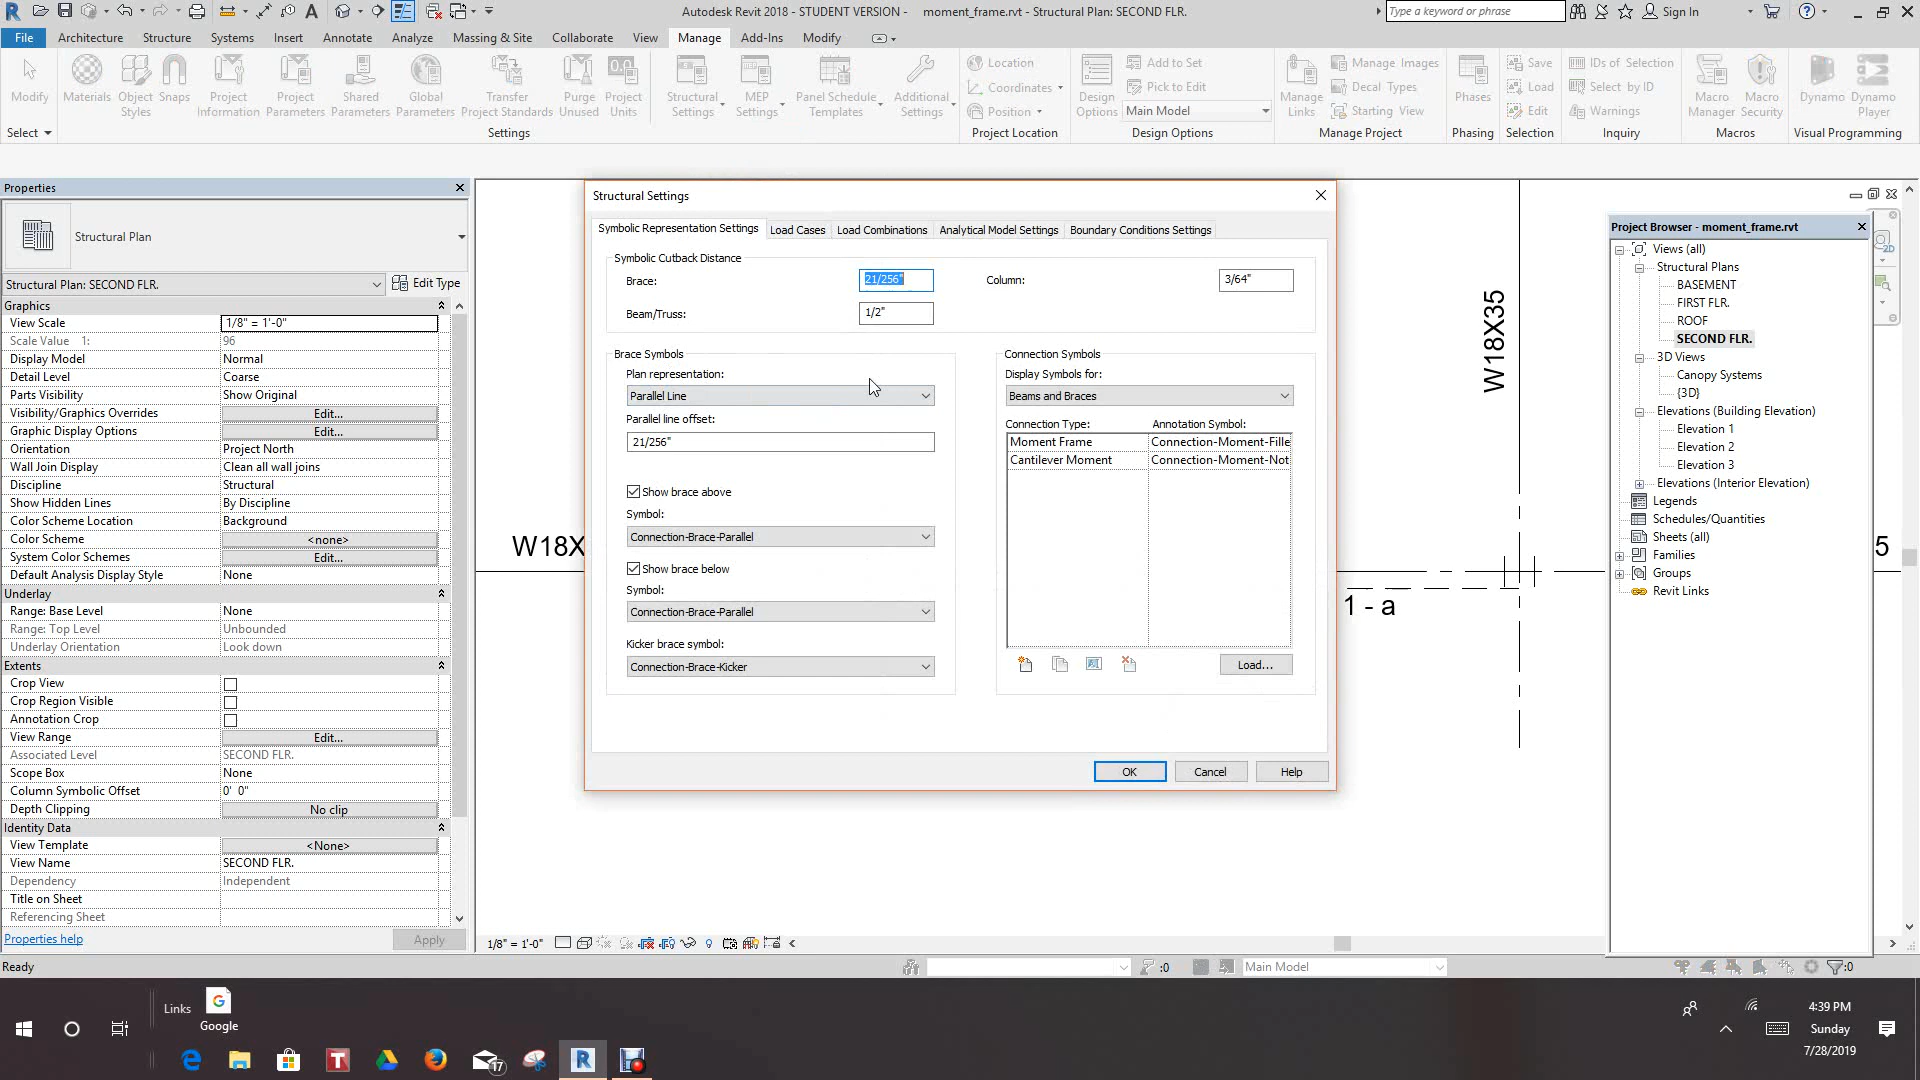 Autodesk Revit 2018 - STUDENT VERSION - moment_frame.rvt - Structural Plan: SECOND FLR.
Type a keyword or phrase
Sign In
File Architecture Structure Systems Insert Annotate Analyze Massing & Site Collaborate View Manage Add-Ins Modify
Modify
Materials
Object Styles
Snaps
Project Information
Project Parameters
Shared Parameters
Global Parameters
Transfer Project Standards
Purge Unused
Project Units
Structural Settings
MEP Settings
Panel Schedule Templates
Additional Settings
Location
Coordinates
Position
Design Options
Add to Set
Pick to Edit
Main Model
Manage Links
Manage Images
Decal Types
Starting View
Phases
Save
Load
Edit
IDs of Selection
Select by ID
Warnings
Macro Manager
Macro Security
Dynamo
Dynamo Player
Select
Settings
Project Location
Design Options
Manage Project
Phasing
Selection
Inquiry
Macros
Visual Programming
Properties
Structural Plan
Structural Plan: SECOND FLR.
Edit Type
Graphics
View Scale 1/8" = 1'-0"
Scale Value 1: 96
Display Model Normal
Detail Level Coarse
Parts Visibility Show Original
Visibility/Graphics Overrides Edit...
Graphic Display Options Edit...
Orientation Project North
Wall Join Display Clean all wall joins
Discipline Structural
Show Hidden Lines By Discipline
Color Scheme Location Background
Color Scheme <none>
System Color Schemes Edit...
Default Analysis Display Style None
Underlay
Range: Base Level None
Range: Top Level Unbounded
Underlay Orientation Look down
Extents
Crop View
Crop Region Visible
Annotation Crop
View Range Edit...
Associated Level SECOND FLR.
Scope Box None
Column Symbolic Offset 0' 0"
Depth Clipping No clip
Identity Data
View Template <None>
View Name SECOND FLR.
Dependency Independent
Title on Sheet
Referencing Sheet
Properties help
Apply
Structural Settings
Symbolic Representation Settings Load Cases Load Combinations Analytical Model Settings Boundary Conditions Settings
Symbolic Cutback Distance
Brace: 21/256" Column: 3/64"
Beam/Truss: 1/2"
Brace Symbols
Plan representation:
Parallel Line
Parallel line offset:
21/256"
Show brace above
Symbol:
Connection-Brace-Parallel
Show brace below
Symbol:
Connection-Brace-Parallel
Kicker brace symbol:
Connection-Brace-Kicker
Connection Symbols
Display Symbols for:
Beams and Braces
Connection Type: Annotation Symbol:
Moment Frame Connection-Moment-Fille
Cantilever Moment Connection-Moment-Not
Load...
OK Cancel Help
W18X
W18X35
1 - a
5
2D
Project Browser - moment_frame.rvt
Views (all)
Structural Plans
BASEMENT
FIRST FLR.
ROOF
SECOND FLR.
3D Views
Canopy Systems
{3D}
Elevations (Building Elevation)
Elevation 1
Elevation 2
Elevation 3
Elevations (Interior Elevation)
Legends
Schedules/Quantities
Sheets (all)
Families
Groups
Revit Links
1/8" = 1'-0"
Ready
:0
Main Model
:0
Links
Google
17
4:39 PM
Sunday
7/28/2019